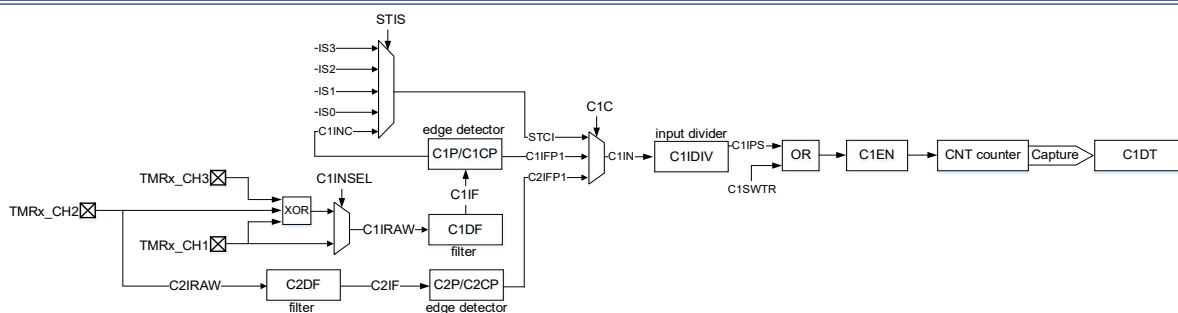 STIS
-IS3
-IS2
-IS1
-IS0
C1INC
edge detector
C1P/C1CP
STCI
C1IFP1
C2IFP1
C1C
C1IN
input divider
C1IDIV
C1IPS
C1SWTR
OR
C1EN
CNT counter
Capture
C1DT
TMRx_CH3
TMRx_CH2
TMRx_CH1
XOR
C1INSEL
C1IRAW
C1IF
C1DF
filter
C2IRAW
C2DF
filter
C2IF
C2P/C2CP
edge detector